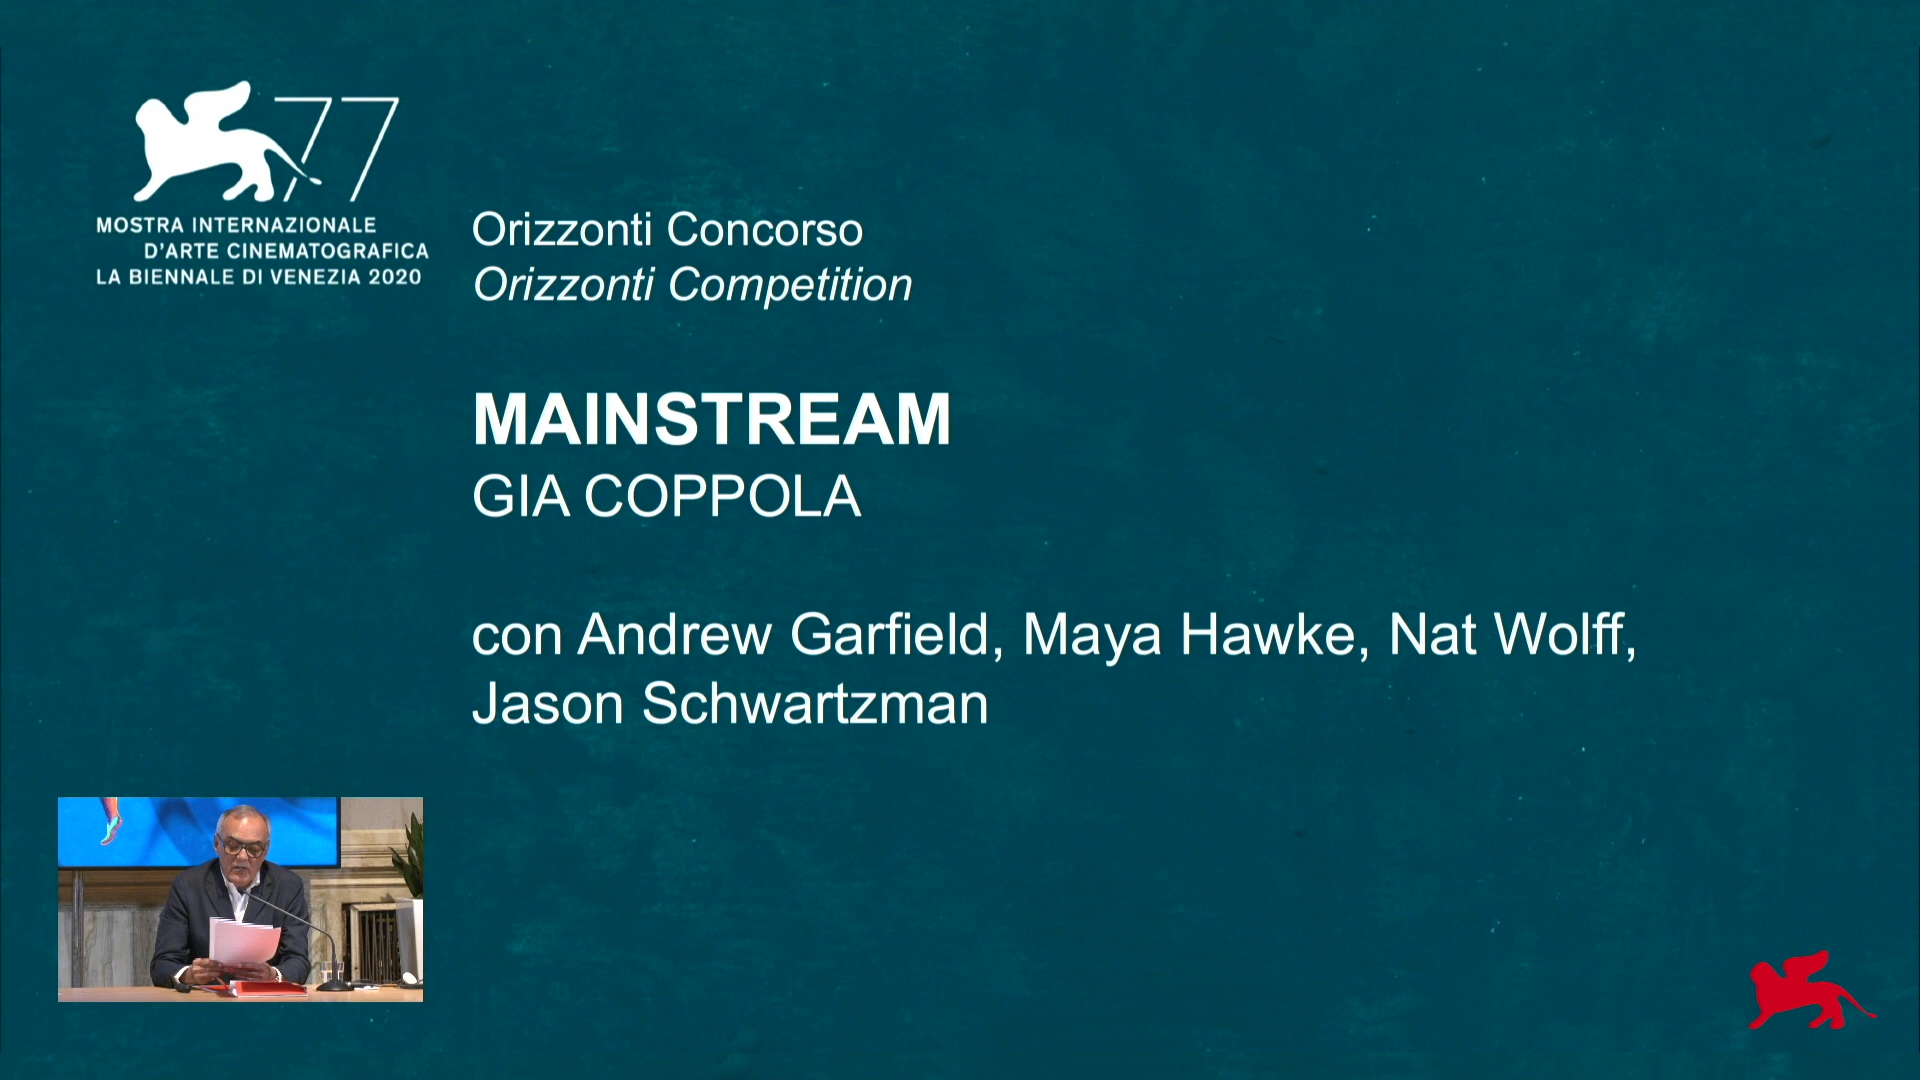 77
MOSTRA INTERNAZIONALE
D'ARTE CINEMATOGRAFICA
LA BIENNALE DI VENEZIA 2020
Orizzonti Concorso
Orizzonti Competition
MAINSTREAM
GIA COPPOLA
con Andrew Garfield, Maya Hawke, Nat Wolff,
Jason Schwartzman